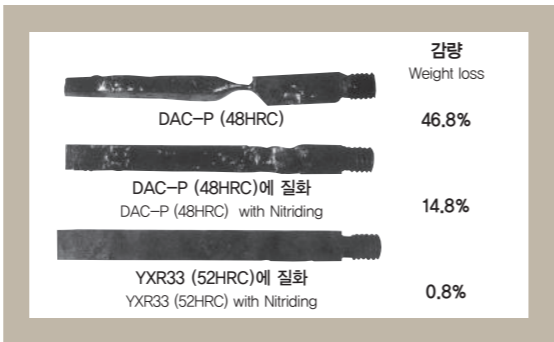 감량
Weight loss
DAC-P (48HRC)
46.8%
DAC-P (48HRC)에 질화
DAC-P (48HRC) with Nitriding
14.8%
YXR33 (52HRC)에 질화
YXR33 (52HRC) with Nitriding
0.8%